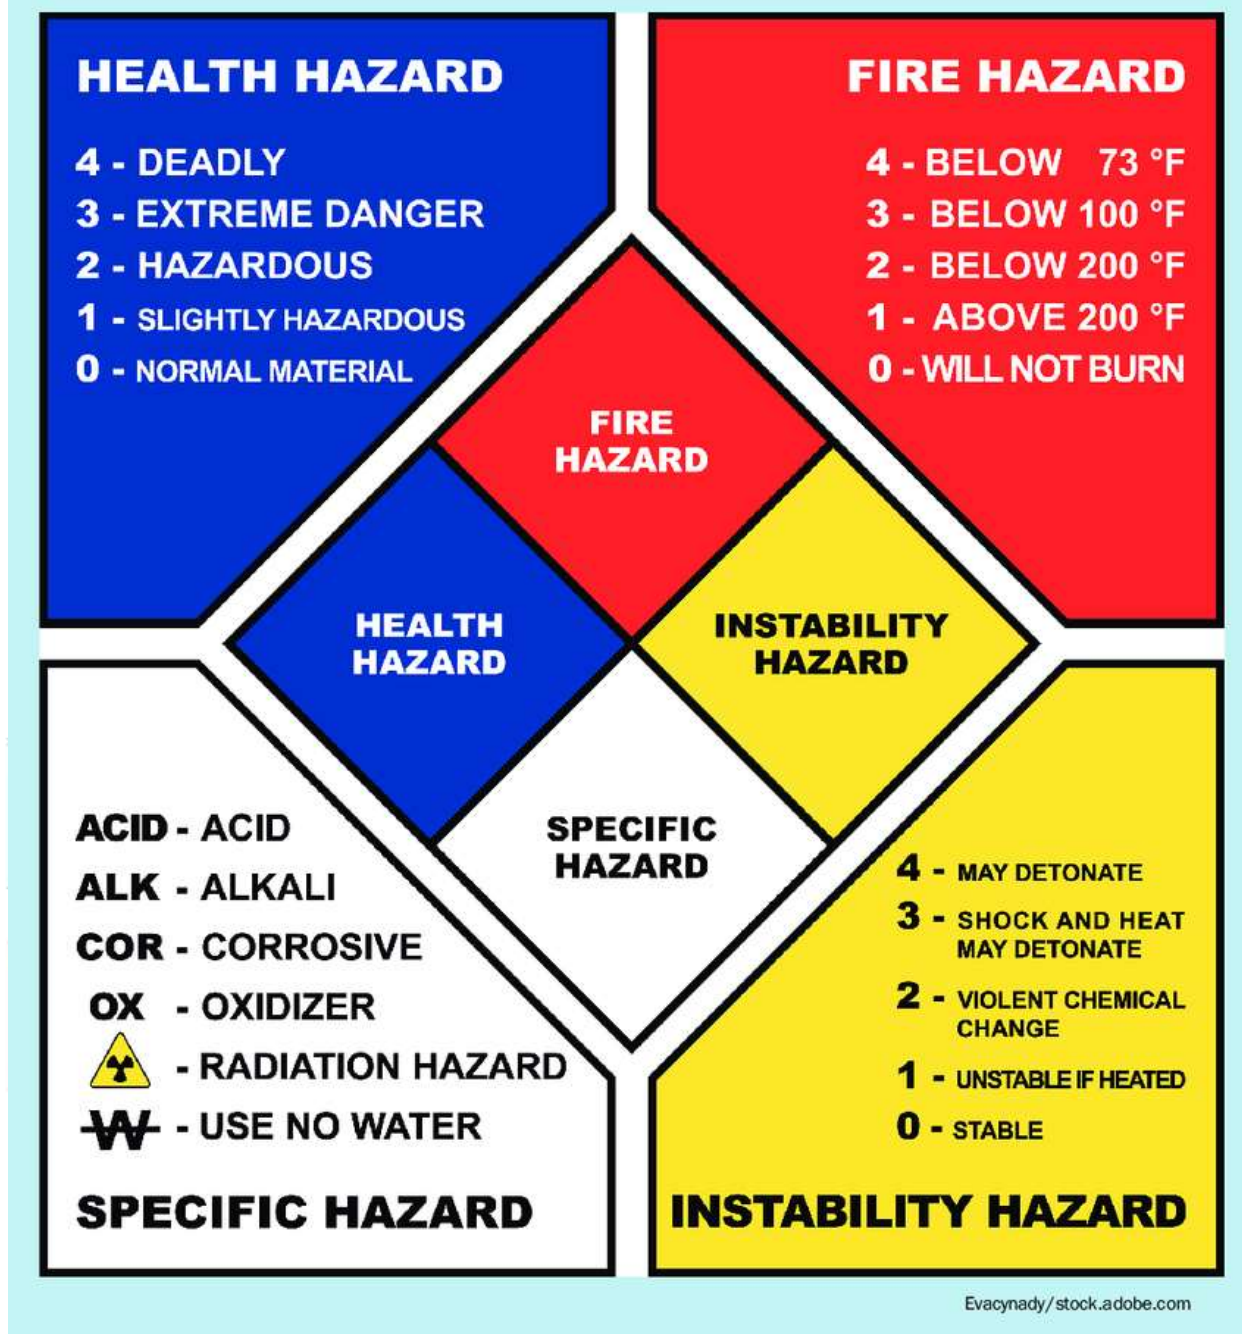 HEALTH HAZARD
4 - DEADLY
3 - EXTREME DANGER
2 - HAZARDOUS
1 - SLIGHTLY HAZARDOUS
0 - NORMAL MATERIAL
FIRE HAZARD
4 - BELOW 73 °F
3 - BELOW 100 °F
2 - BELOW 200 °F
1 - ABOVE 200 °F
0 - WILL NOT BURN
FIRE
HAZARD
HEALTH
HAZARD
INSTABILITY
HAZARD
SPECIFIC
HAZARD
ACID - ACID
ALK - ALKALI
COR - CORROSIVE
OX - OXIDIZER
- RADIATION HAZARD
W - USE NO WATER
SPECIFIC HAZARD
4 - MAY DETONATE
3 - SHOCK AND HEAT
MAY DETONATE
2 - VIOLENT CHEMICAL
CHANGE
1 - UNSTABLE IF HEATED
0 - STABLE
INSTABILITY HAZARD
Evacynady/stock.adobe.com